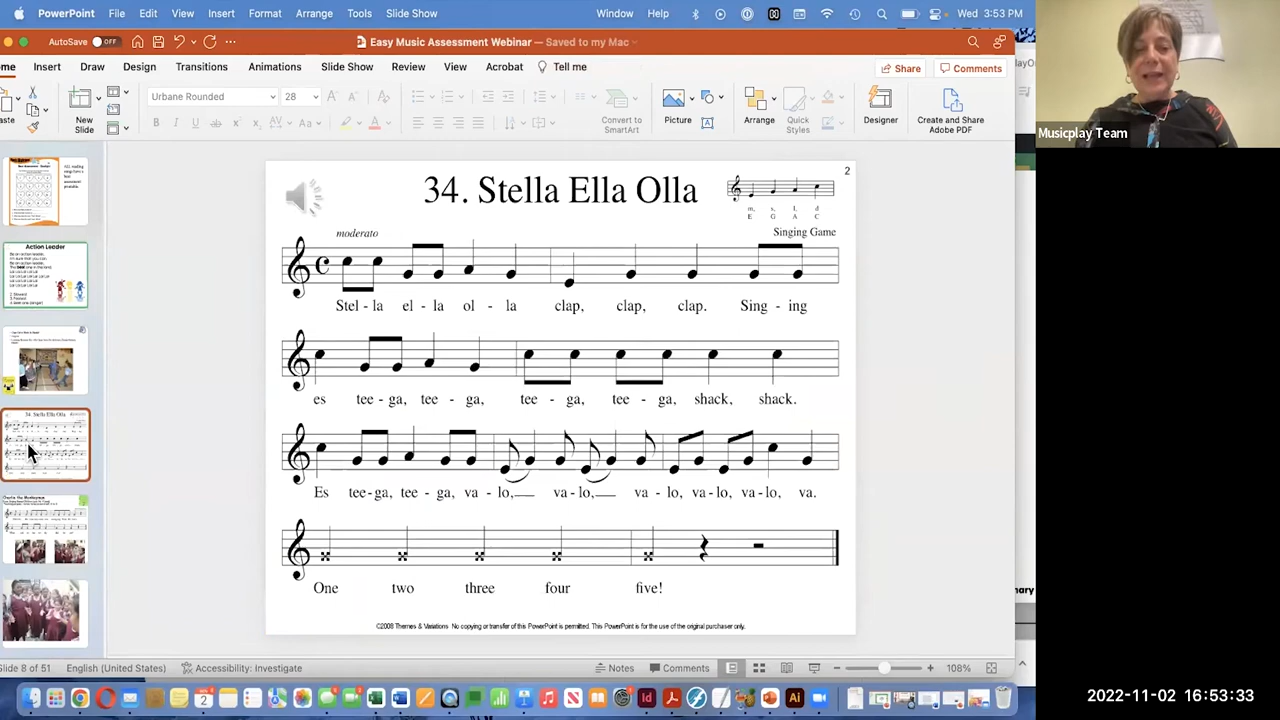 PowerPoint File Edit View Insert Format Arrange Tools Slide Show Window Help Wed 3:53 PM
AutoSave OFF Easy Music Assessment Webinar — Saved to my Mac
Insert Draw Design Transitions Animations Slide Show Review View Acrobat Tell me Share Comments
Urbane Rounded 28
New Slide
Convert to SmartArt
Picture
Arrange
Quick Styles
Designer
Create and Share Adobe PDF
Musicplay Team
Action Leader
34. Stella Ella Olla
2
m, s, l, d
E G A C
moderato
Singing Game
Stel - la el - la ol - la clap, clap, clap. Sing - ing
es tee - ga, tee - ga, tee - ga, tee - ga, shack, shack.
Es tee - ga, tee - ga va - lo, va - lo, va - lo, va - lo, va - lo, va.
One two three four five!
©2008 Themes & Variations No copying or transfer of this PowerPoint is permitted. This PowerPoint is for the use of the original purchaser only.
Slide 8 of 51 English (United States) Accessibility: Investigate Notes Comments 108%
2022-11-02 16:53:33